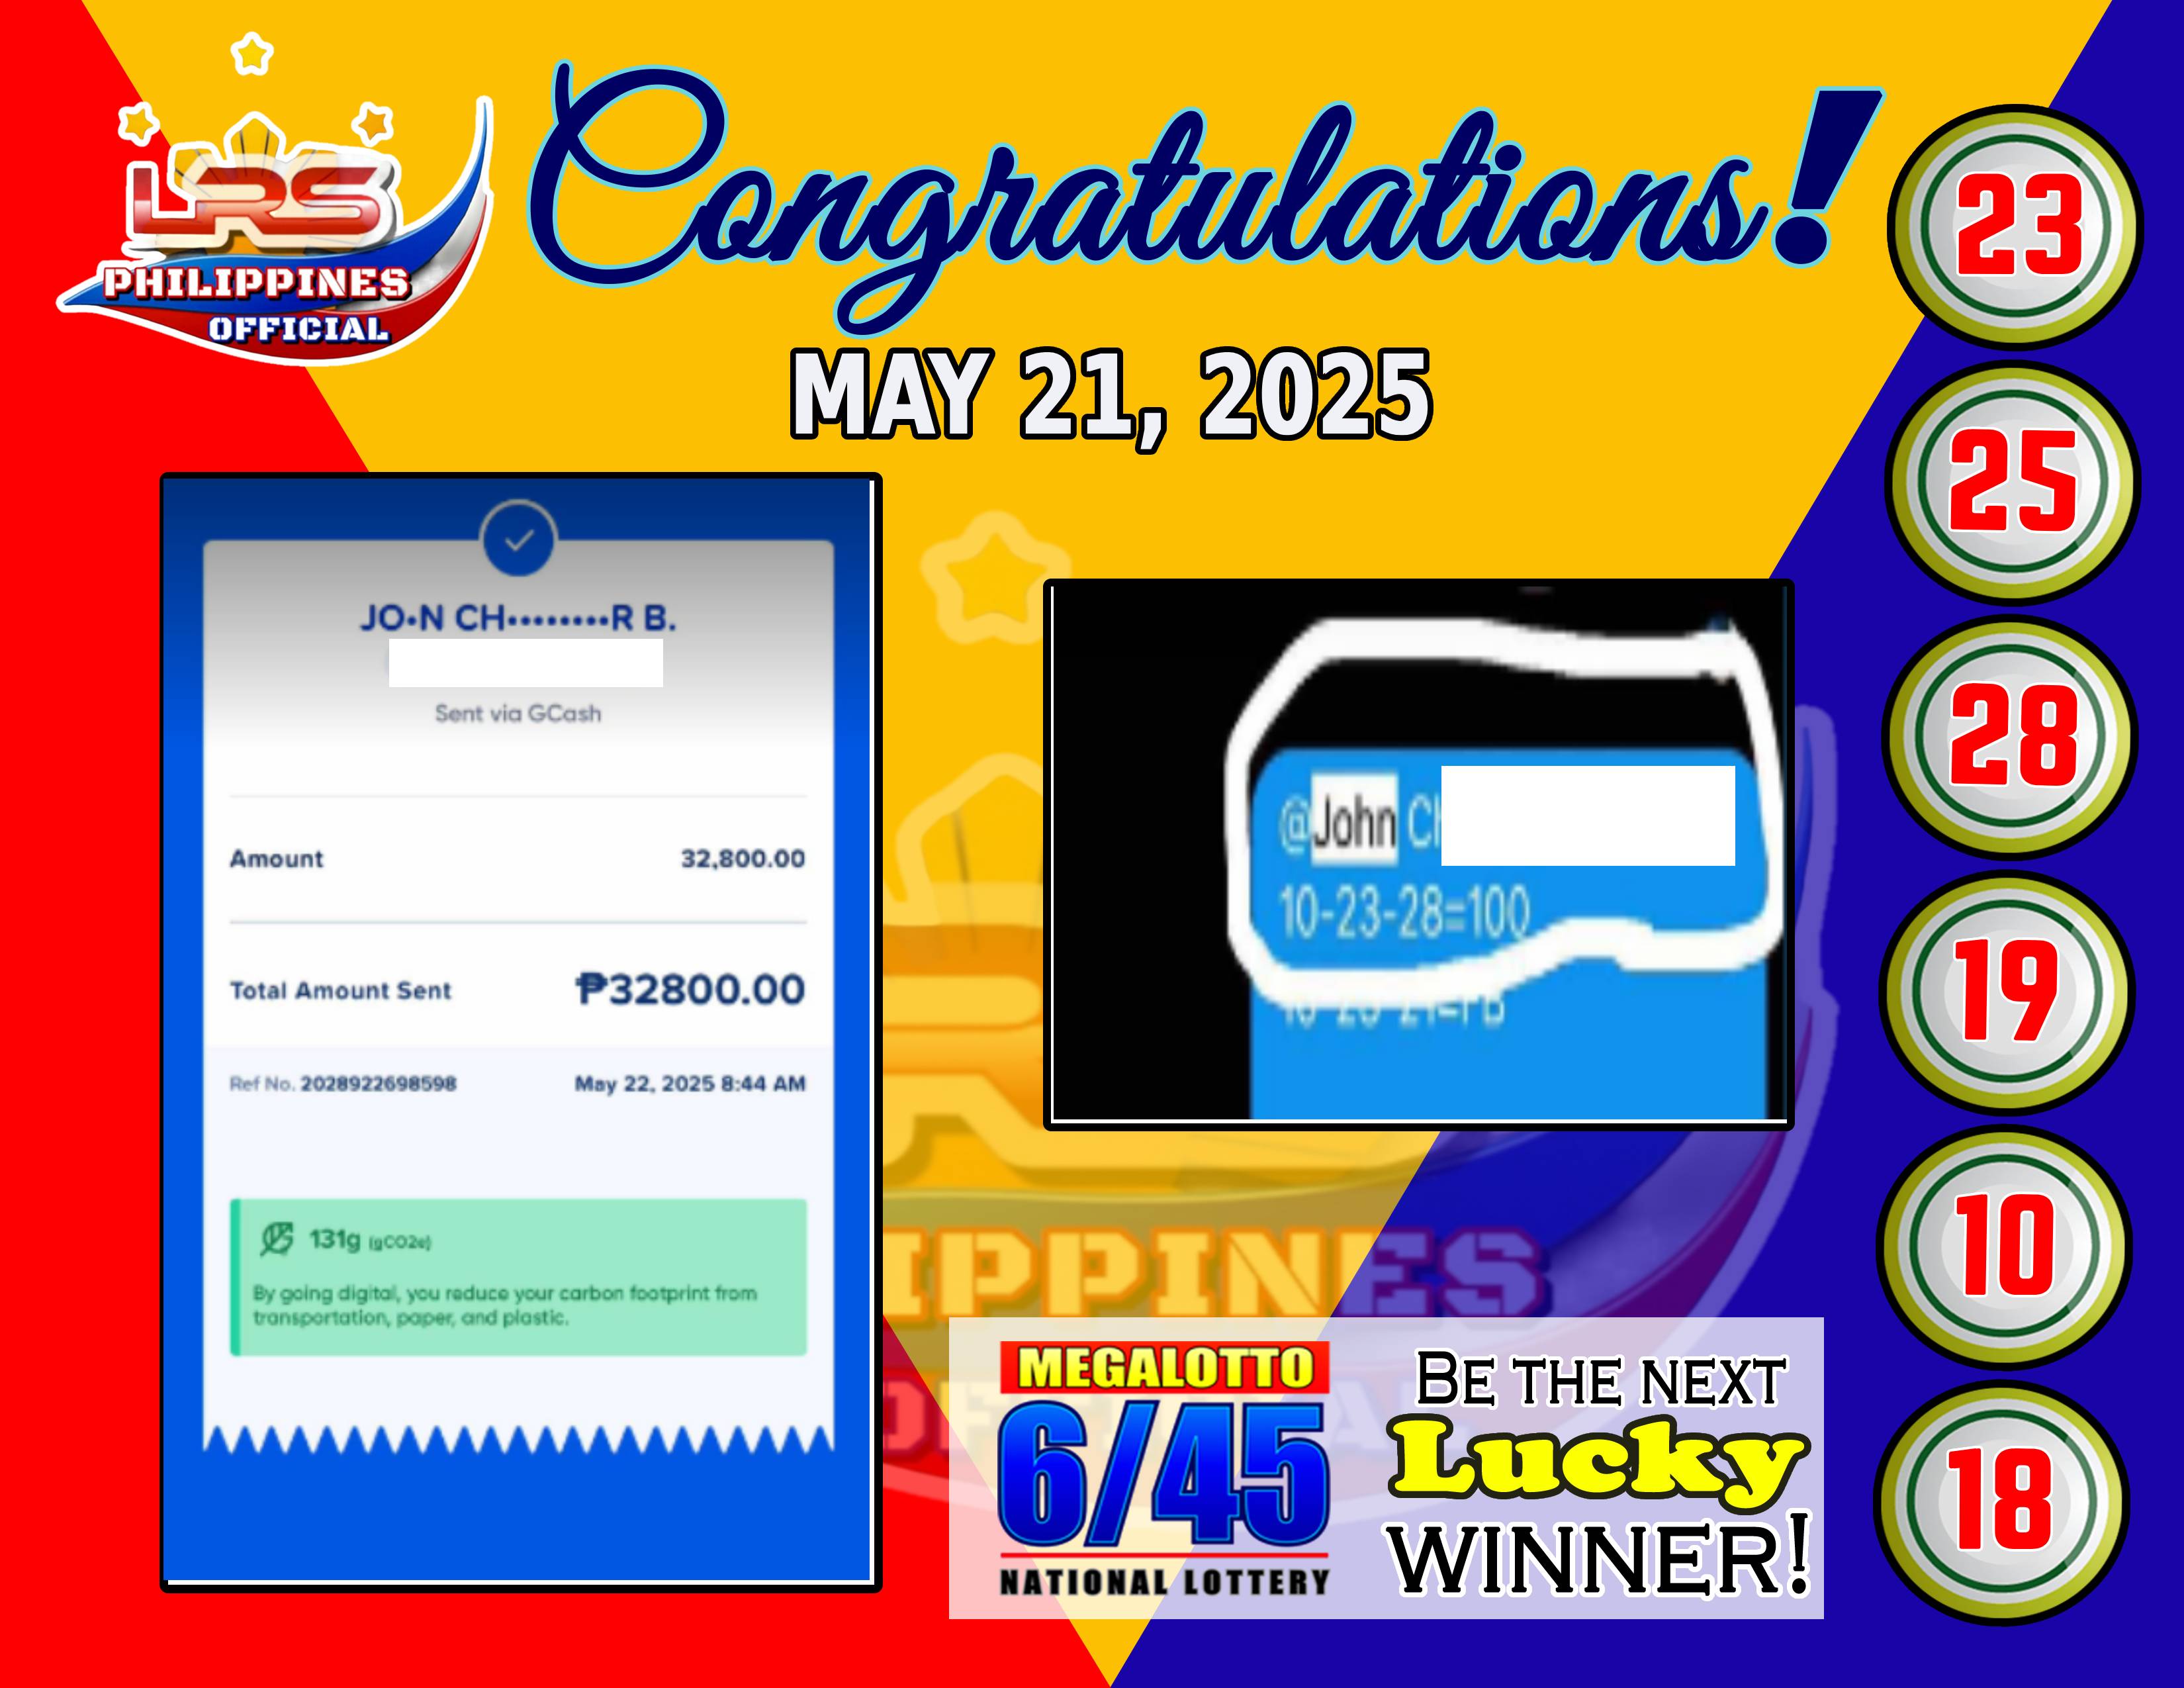 LRS
PHILIPPINES
OFFICIAL
Congratulations!
MAY 21, 2025
JO•N CH••••••••R B.
Sent via GCash
Amount 32,800.00
Total Amount Sent ₱32800.00
Ref No. 2028922698598 May 22, 2025 8:44 AM
131g (gCO2e)
By going digital, you reduce your carbon footprint from
transportation, paper, and plastic.
@John CH
10-23-28=100
MEGALOTTO
6/45
NATIONAL LOTTERY
BE THE NEXT
Lucky
WINNER!
23
25
28
19
10
18